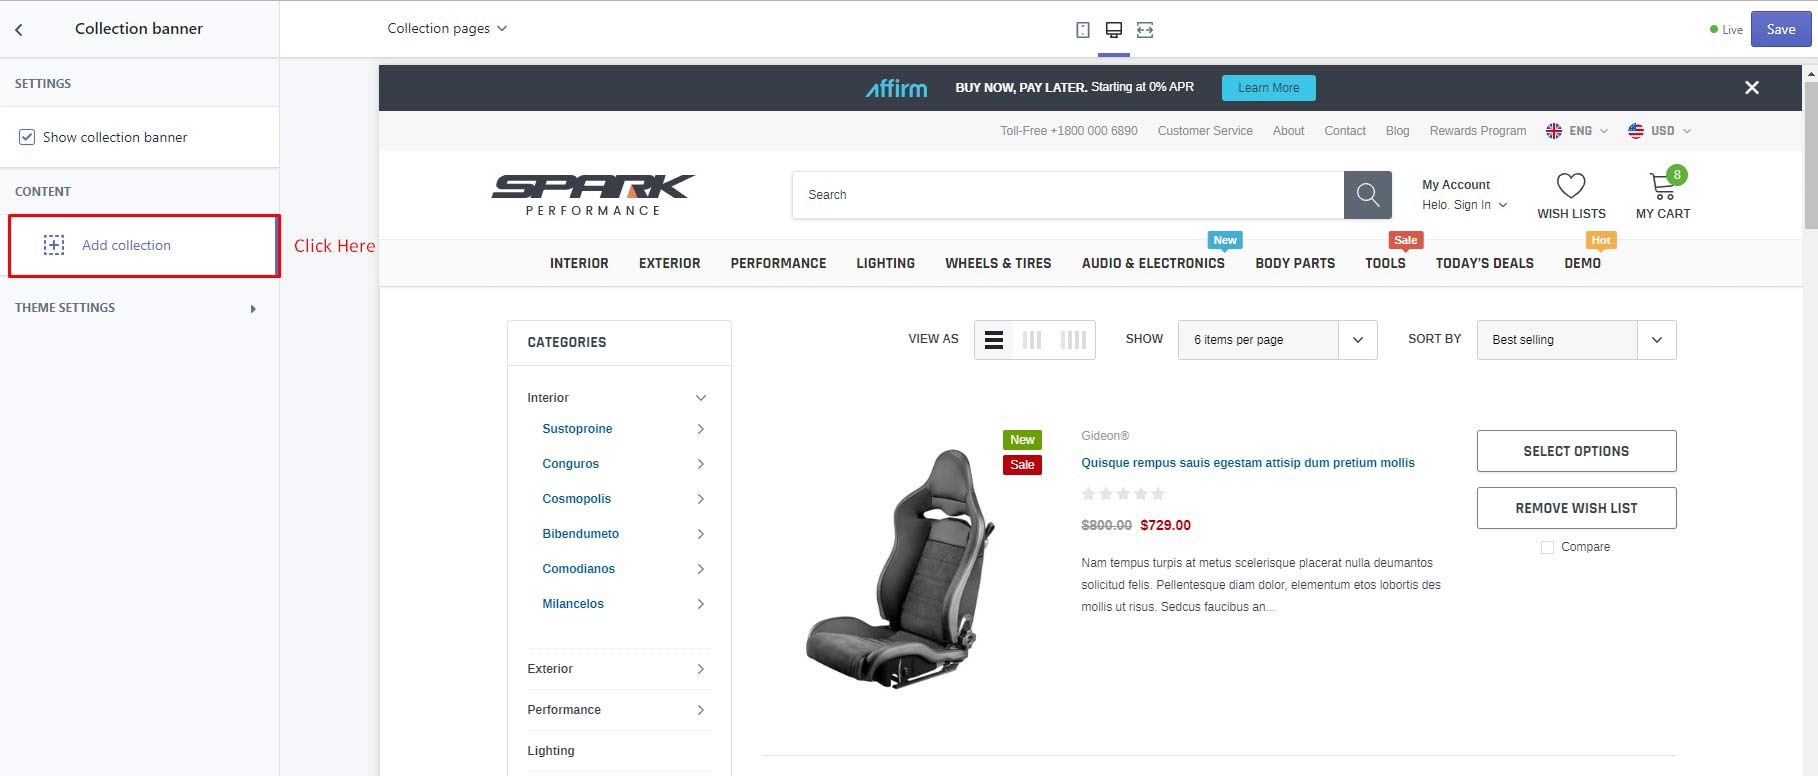 Collection banner
Collection pages
Live
Save
SETTINGS
Show collection banner
CONTENT
Add collection
Click Here
THEME SETTINGS
affirm BUY NOW, PAY LATER. Starting at 0% APR Learn More
Toll-Free +1800 000 6890 Customer Service About Contact Blog Rewards Program ENG USD
SPARK
PERFORMANCE
Search
My Account
Helo. Sign In
WISH LISTS
8
MY CART
New
Sale
Hot
INTERIOR EXTERIOR PERFORMANCE LIGHTING WHEELS & TIRES AUDIO & ELECTRONICS BODY PARTS TOOLS TODAY'S DEALS DEMO
CATEGORIES
Interior
Sustoproine
Conguros
Cosmopolis
Bibendumeto
Comodianos
Milancelos
Exterior
Performance
Lighting
VIEW AS SHOW 6 items per page SORT BY Best selling
New
Sale
Gideon®
Quisque rempus sauis egestam attisip dum pretium mollis
$800.00 $729.00
Nam tempus turpis at metus scelerisque placerat nulla deumantos
solicitud felis. Pellentesque diam dolor, elementum etos lobortis des
mollis ut risus. Sedcus faucibus an...
SELECT OPTIONS
REMOVE WISH LIST
Compare